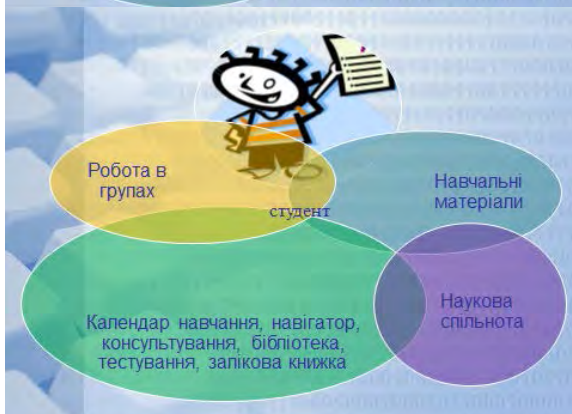 Робота в
групах
студент
Навчальні
матеріали
Календар навчання, навігатор,
консультування, бібліотека,
тестування, залікова книжка
Наукова
спільнота